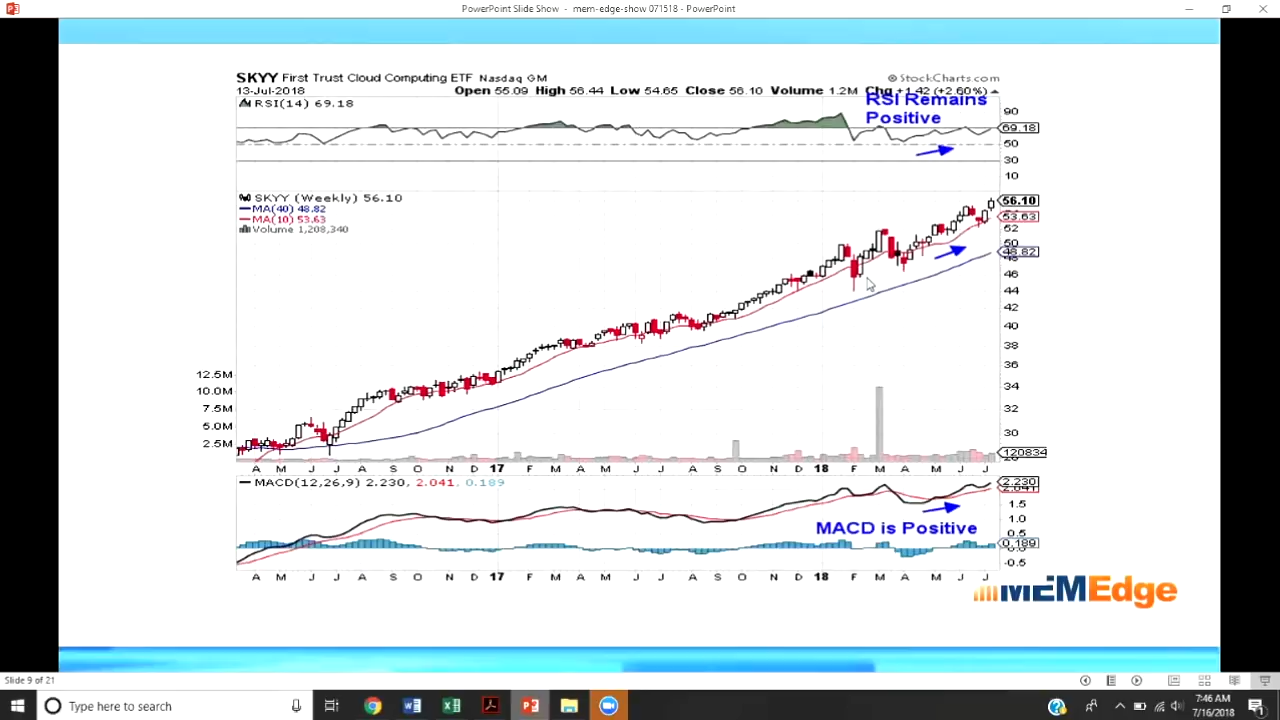 PowerPoint Slide Show - mem-edge-show 071518 - PowerPoint
SKYY First Trust Cloud Computing ETF Nasdaq GM
© StockCharts.com
13-Jul-2018
Open 55.09 High 56.44 Low 54.65 Close 56.10 Volume 1.2M Chg +1.42 (+2.60%)
RSI(14) 69.18
RSI Remains
Positive
90
69.18
50
30
10
SKYY (Weekly) 56.10
MA(40) 48.82
MA(10) 53.63
Volume 1,208,340
56.10
53.63
52
50
48.82
48
46
44
42
40
38
36
34
32
30
12.5M
10.0M
7.5M
5.0M
2.5M
120834
A M J J A S O N D 17 F M A M J J A S O N D 18 F M A M J J
MACD(12,26,9) 2.230, 2.041, 0.189
2.230
2.041
1.5
1.0
0.5
0.189
-0.5
MACD is Positive
A M J J A S O N D 17 F M A M J J A S O N D 18 F M A M J J
MEMEdge
Slide 9 of 21
Type here to search
7:46 AM
7/16/2018